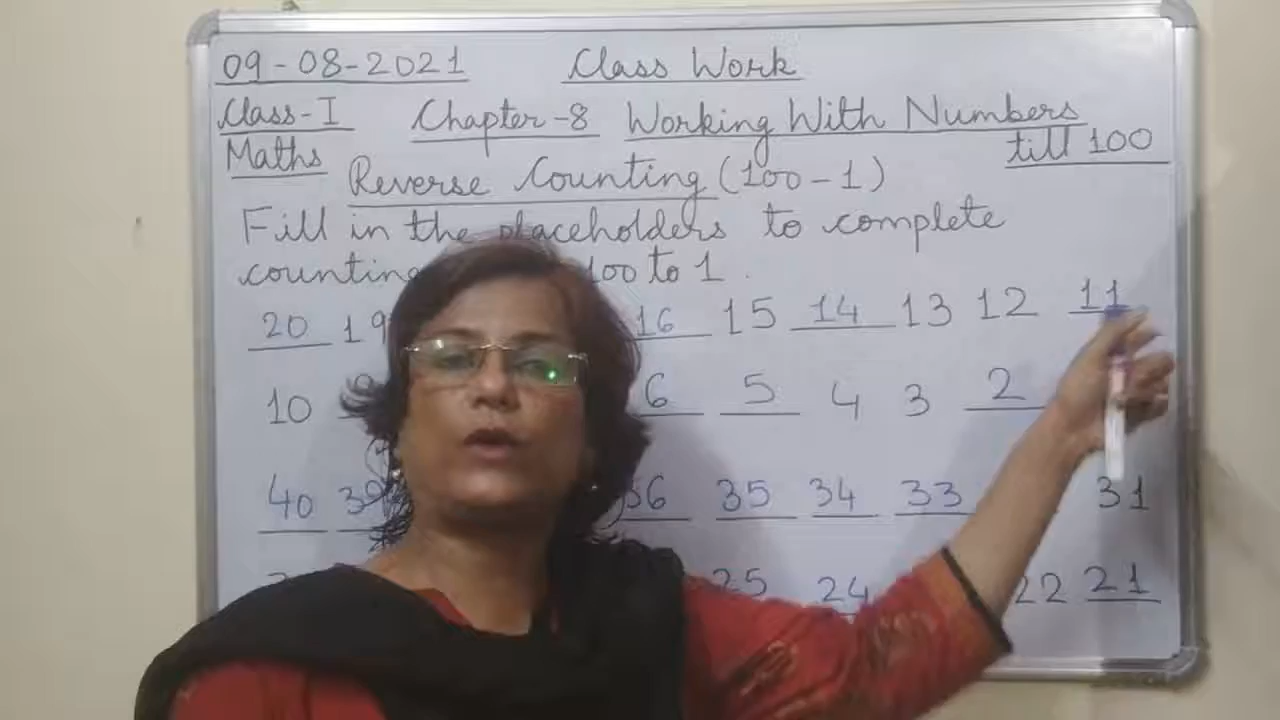 09-08-2021 Class Work
Class-I Chapter-8 Working With Numbers
till 100
Maths
Reverse Counting (100-1)
Fill in the placeholders to complete
counting 100 to 1.
20 19 16 15 14 13 12 11
10 6 5 4 3 2
40 39 36 35 34 33 31
25 24 22 21